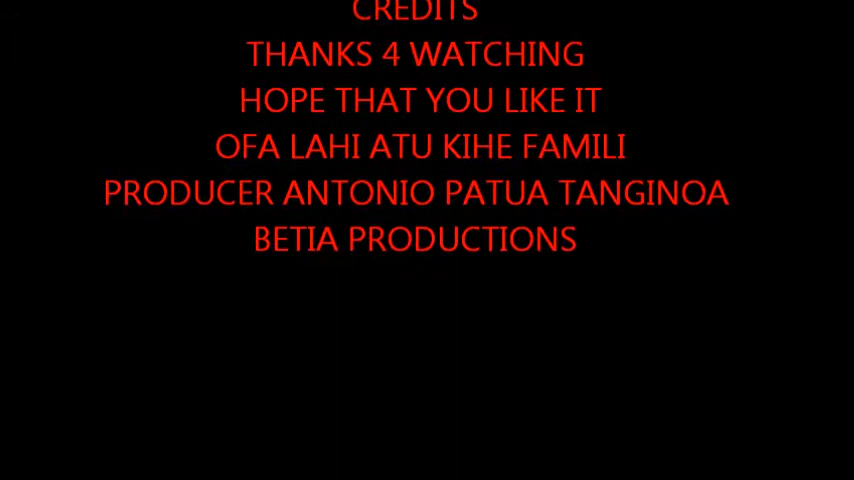 CREDITS
THANKS 4 WATCHING
HOPE THAT YOU LIKE IT
OFA LAHI ATU KIHE FAMILI
PRODUCER ANTONIO PATUA TANGINOA
BETIA PRODUCTIONS